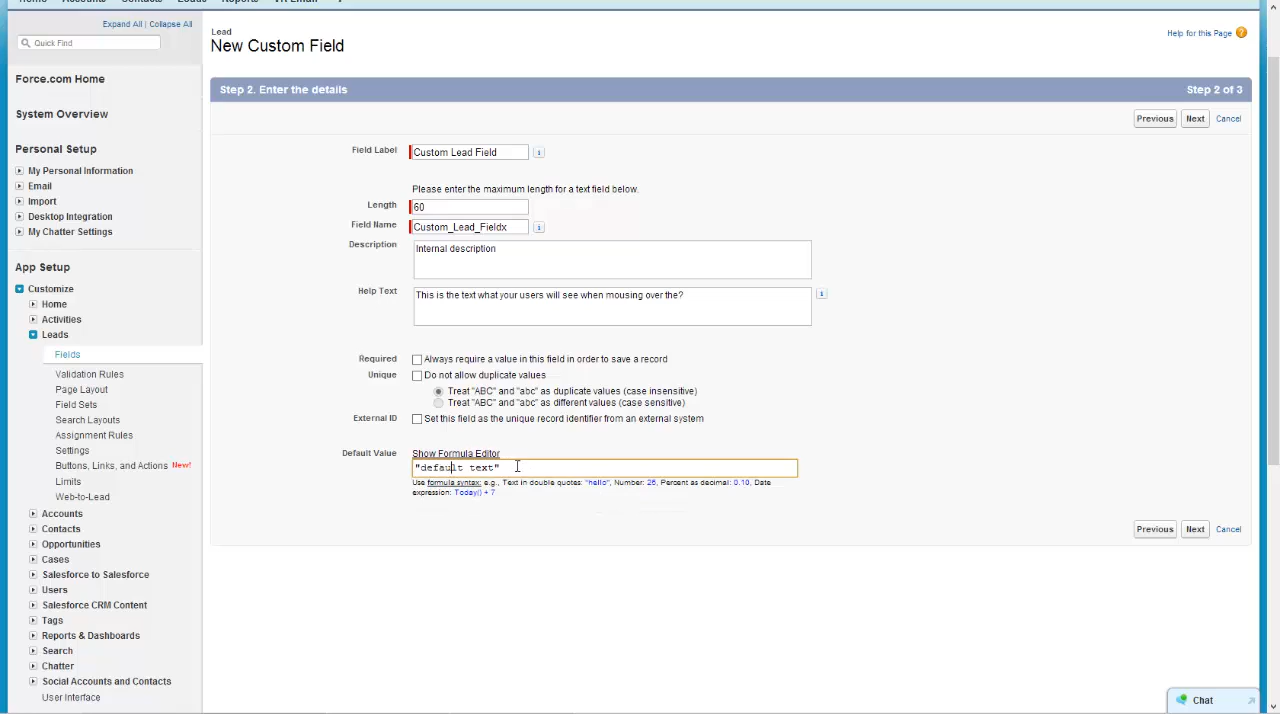 Home Accounts Contacts Leads Reports VR Email
Expand All | Collapse All
Quick Find
Force.com Home
System Overview
Personal Setup
My Personal Information
Email
Import
Desktop Integration
My Chatter Settings
App Setup
Customize
Home
Activities
Leads
Fields
Validation Rules
Page Layout
Field Sets
Search Layouts
Assignment Rules
Settings
Buttons, Links, and Actions New!
Limits
Web-to-Lead
Accounts
Contacts
Opportunities
Cases
Salesforce to Salesforce
Users
Salesforce CRM Content
Tags
Reports & Dashboards
Search
Chatter
Social Accounts and Contacts
User Interface
Lead
New Custom Field
Help for this Page ?
Step 2. Enter the details Step 2 of 3
Previous Next Cancel
Field Label Custom Lead Field i
Please enter the maximum length for a text field below.
Length 60
Field Name Custom_Lead_Fieldx i
Description Internal description
Help Text This is the text what your users will see when mousing over the? i
Required Always require a value in this field in order to save a record
Unique Do not allow duplicate values
Treat "ABC" and "abc" as duplicate values (case insensitive)
Treat "ABC" and "abc" as different values (case sensitive)
External ID Set this field as the unique record identifier from an external system
Default Value Show Formula Editor
"default text"
Use formula syntax: e.g., Text in double quotes: "hello", Number: 25, Percent as decimal: 0.10, Date
expression: Today() + 7
Previous Next Cancel
Chat